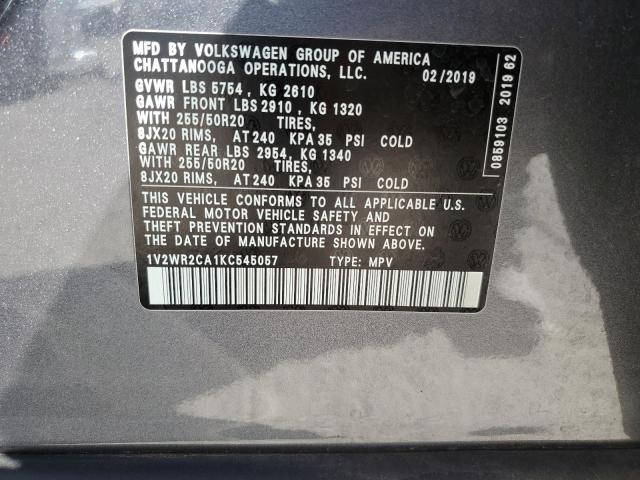 MFD BY VOLKSWAGEN GROUP OF AMERICA
CHATTANOOGA OPERATIONS, LLC. 02/2019
GVWR LBS 5754 , KG 2610
GAWR FRONT LBS 2910 , KG 1320
WITH 255/50R20 TIRES,
8JX20 RIMS, AT 240 KPA 35 PSI COLD
GAWR REAR LBS 2954 , KG 1340
WITH 255/50R20 TIRES,
8JX20 RIMS, AT 240 KPA 35 PSI COLD
THIS VEHICLE CONFORMS TO ALL APPLICABLE U.S.
FEDERAL MOTOR VEHICLE SAFETY AND
THEFT PREVENTION STANDARDS IN EFFECT ON THE
DATE OF MANUFACTURE SHOWN ABOVE.
1V2WR2CA1KC545057 TYPE: MPV
0859103 2019 62